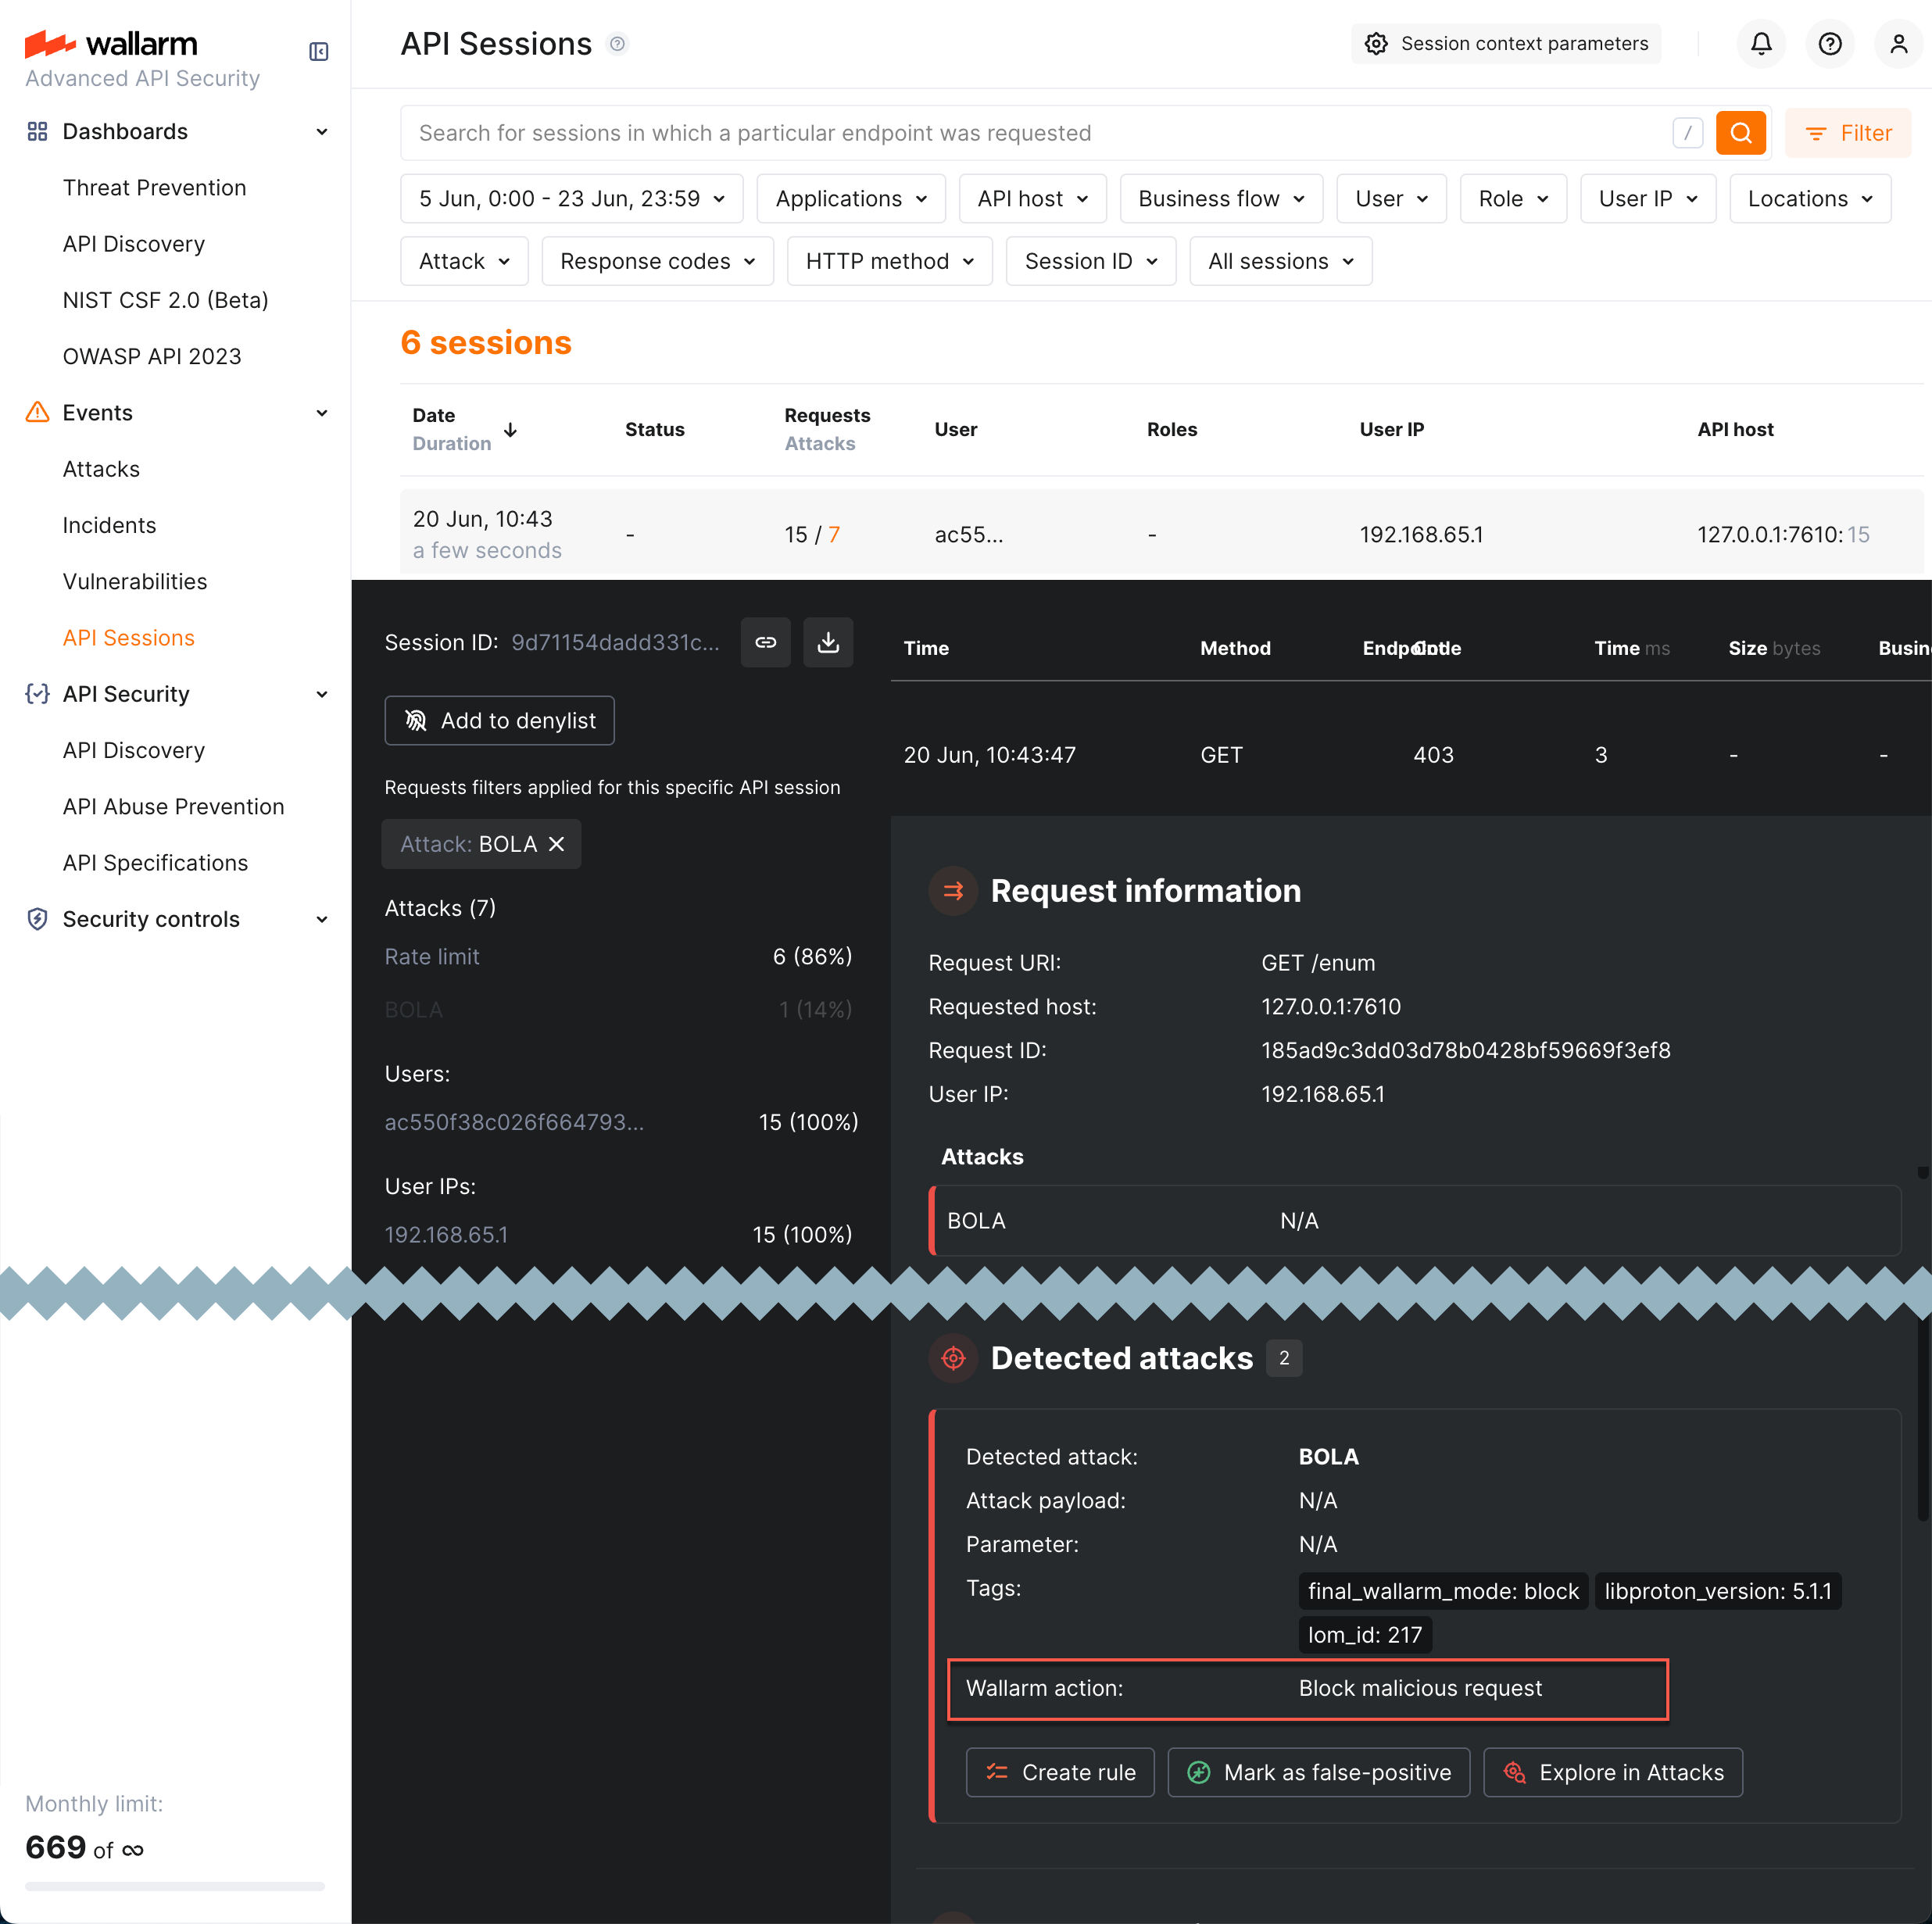 wallarm
Advanced API Security
Dashboards
Threat Prevention
API Discovery
NIST CSF 2.0 (Beta)
OWASP API 2023
Events
Attacks
Incidents
Vulnerabilities
API Sessions
API Security
API Discovery
API Abuse Prevention
API Specifications
Security controls
Monthly limit:
669 of ∞
API Sessions
Session context parameters
Search for sessions in which a particular endpoint was requested /
Filter
5 Jun, 0:00 - 23 Jun, 23:59 Applications API host Business flow User Role User IP Locations
Attack Response codes HTTP method Session ID All sessions
6 sessions
Date Duration Status Requests Attacks User Roles User IP API host
20 Jun, 10:43 a few seconds - 15 / 7 ac55... - 192.168.65.1 127.0.0.1:7610: 15
Session ID: 9d71154dadd331c...
Add to denylist
Requests filters applied for this specific API session
Attack: BOLA
Attacks (7)
Rate limit 6 (86%)
BOLA 1 (14%)
Users:
ac550f38c026f664793... 15 (100%)
User IPs:
192.168.65.1 15 (100%)
Time Method Endpoint Code Time ms Size bytes Busin
20 Jun, 10:43:47 GET 403 3 - -
Request information
Request URI: GET /enum
Requested host: 127.0.0.1:7610
Request ID: 185ad9c3dd03d78b0428bf59669f3ef8
User IP: 192.168.65.1
Attacks
BOLA N/A
Detected attacks 2
Detected attack: BOLA
Attack payload: N/A
Parameter: N/A
Tags: final_wallarm_mode: block libproton_version: 5.1.1
lom_id: 217
Wallarm action: Block malicious request
Create rule Mark as false-positive Explore in Attacks